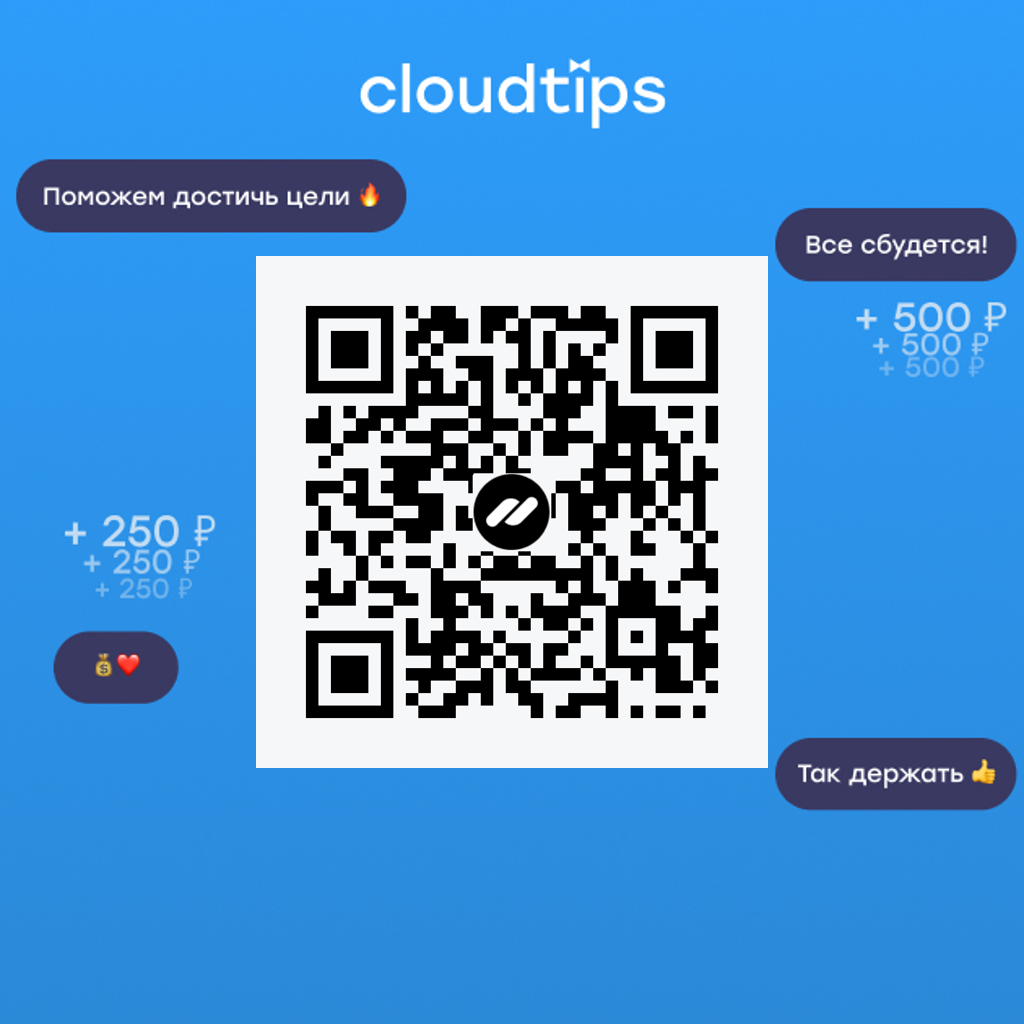 cloudtips
Поможем достичь цели 🔥
Все сбудется!
+ 500 ₽
+ 500 ₽
+ 500 ₽
+ 250 ₽
+ 250 ₽
+ 250 ₽
💰❤️
Так держать 👍